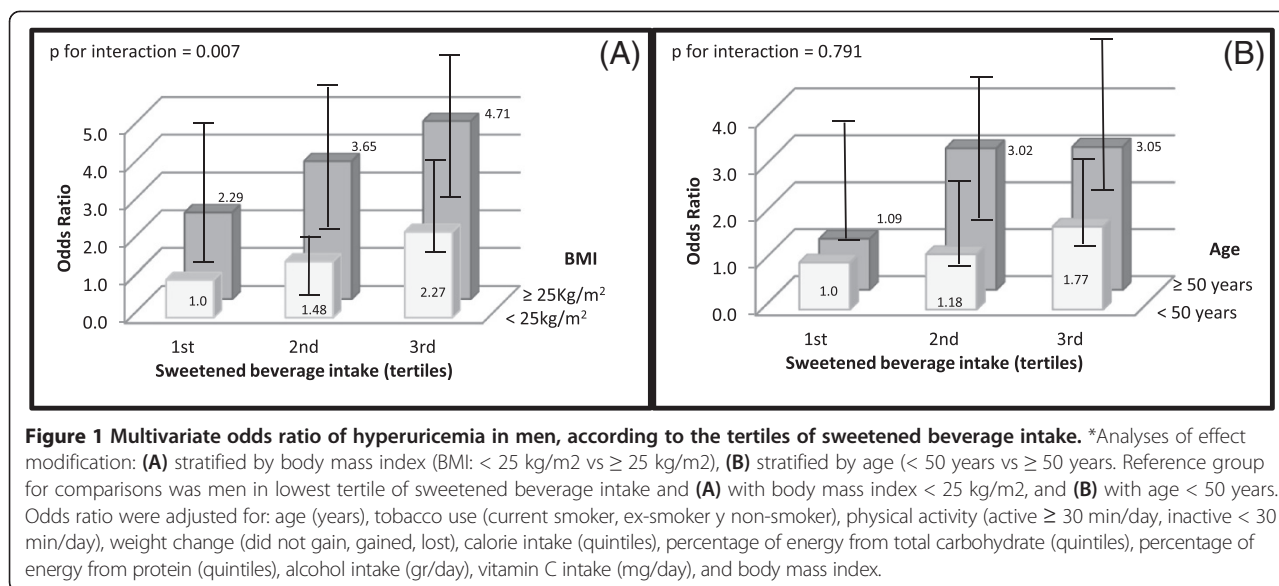 p for interaction = 0.007
(A)
Odds Ratio
5.0
4.0
3.0
2.0
1.0
0.0
2.29
3.65
4.71
1.0
1.48
2.27
BMI
≥ 25Kg/m²
< 25kg/m²
1st
2nd
3rd
Sweetened beverage intake (tertiles)
p for interaction = 0.791
(B)
Odds Ratio
4.0
3.0
2.0
1.0
0.0
1.09
3.02
3.05
1.0
1.18
1.77
Age
≥ 50 years
< 50 years
1st
2nd
3rd
Sweetened beverage intake (tertiles)
Figure 1 Multivariate odds ratio of hyperuricemia in men, according to the tertiles of sweetened beverage intake. *Analyses of effect
modification: (A) stratified by body mass index (BMI: < 25 kg/m2 vs ≥ 25 kg/m2), (B) stratified by age (< 50 years vs ≥ 50 years. Reference group
for comparisons was men in lowest tertile of sweetened beverage intake and (A) with body mass index < 25 kg/m2, and (B) with age < 50 years.
Odds ratio were adjusted for: age (years), tobacco use (current smoker, ex-smoker y non-smoker), physical activity (active ≥ 30 min/day, inactive < 30
min/day), weight change (did not gain, gained, lost), calorie intake (quintiles), percentage of energy from total carbohydrate (quintiles), percentage of
energy from protein (quintiles), alcohol intake (gr/day), vitamin C intake (mg/day), and body mass index.